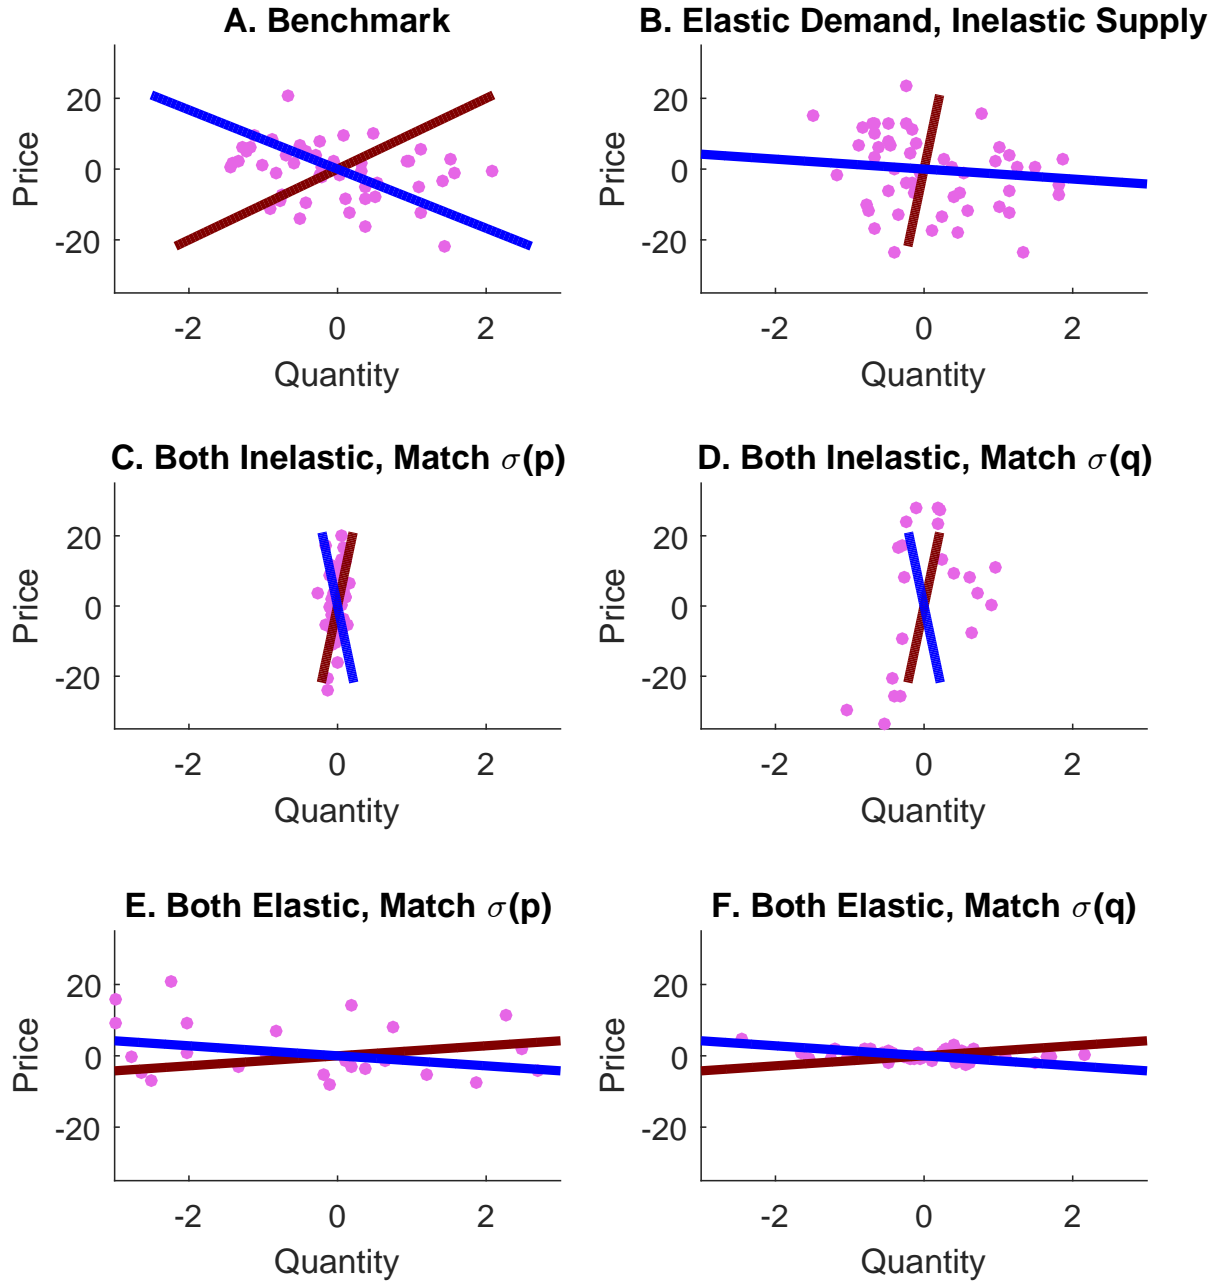 A. Benchmark
Price
20
0
-20
-2
0
2
Quantity
B. Elastic Demand, Inelastic Supply
Price
20
0
-20
-2
0
2
Quantity
C. Both Inelastic, Match σ(p)
Price
20
0
-20
-2
0
2
Quantity
D. Both Inelastic, Match σ(q)
Price
20
0
-20
-2
0
2
Quantity
E. Both Elastic, Match σ(p)
Price
20
0
-20
-2
0
2
Quantity
F. Both Elastic, Match σ(q)
Price
20
0
-20
-2
0
2
Quantity